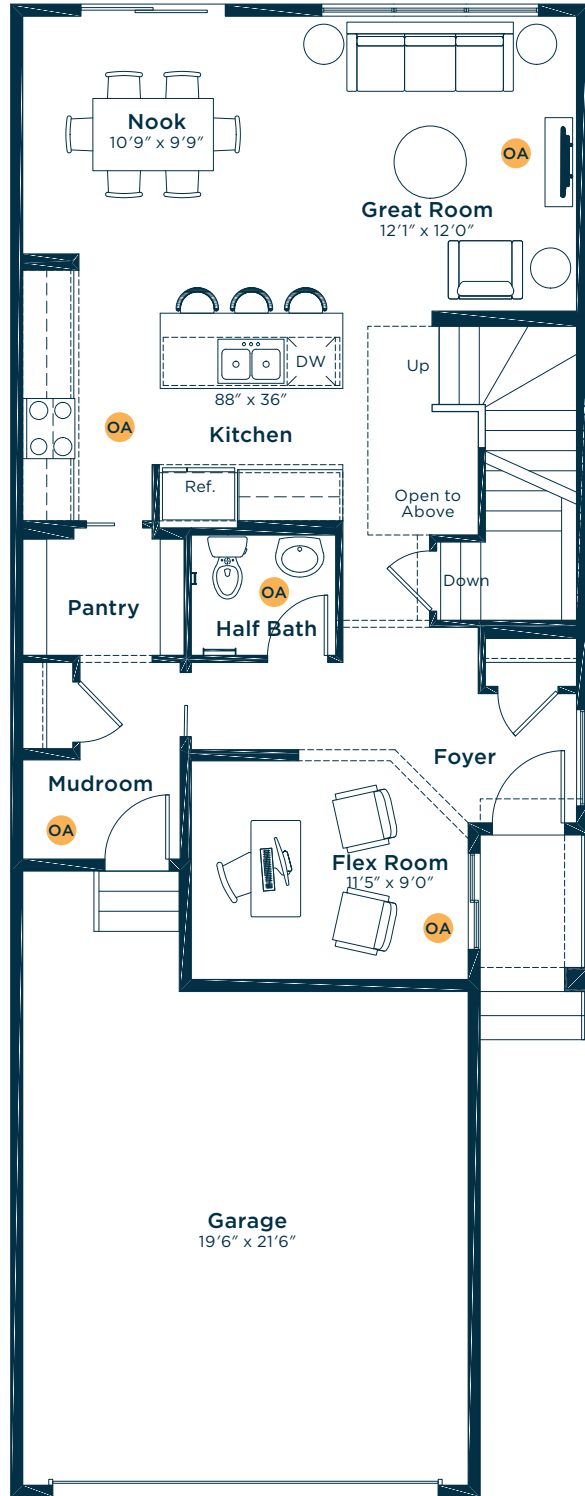 Nook
10′9″ x 9′9″
OA
Great Room
12′1″ x 12′0″
DW
Up
88″ x 36″
OA
Kitchen
Ref.
Open to
Above
Down
OA
Pantry
Half Bath
Foyer
Mudroom
OA
Flex Room
11′5″ x 9′0″
OA
Garage
19′6″ x 21′6″